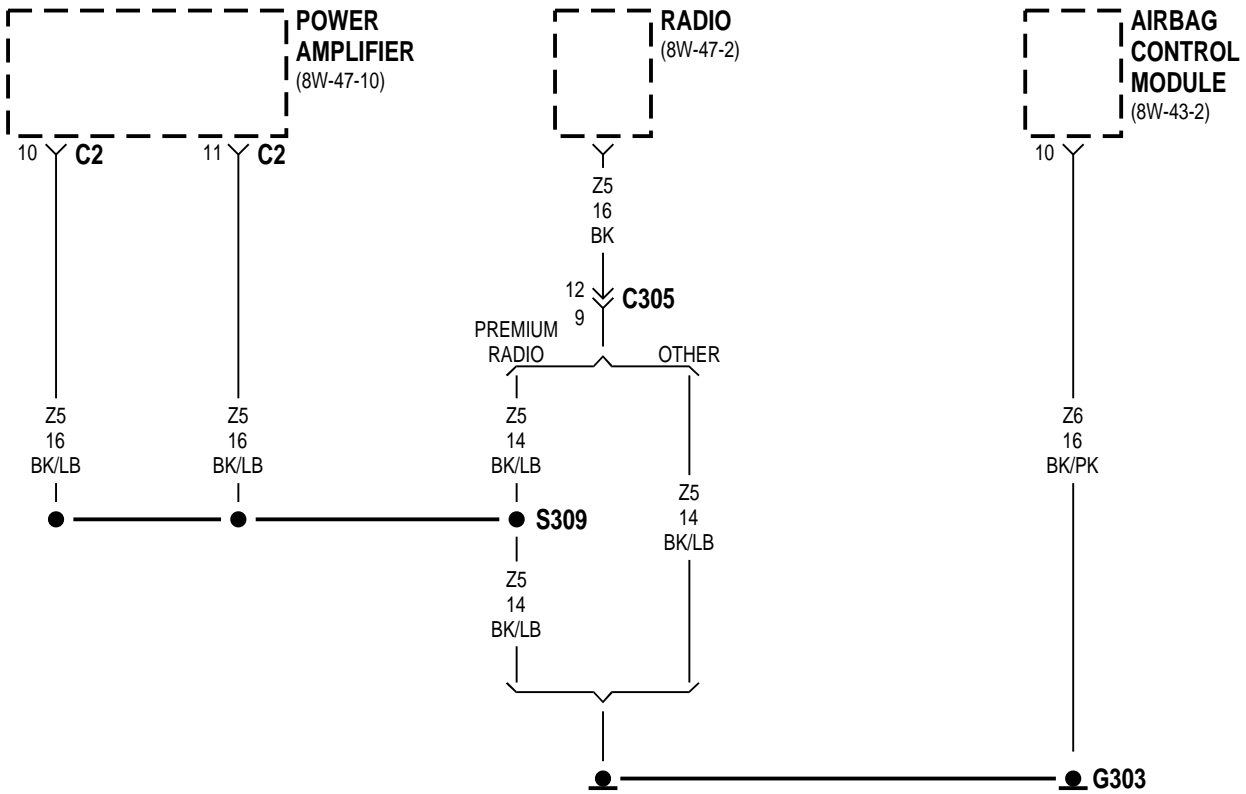 POWER
AMPLIFIER
(8W-47-10)
RADIO
(8W-47-2)
AIRBAG
CONTROL
MODULE
(8W-43-2)
10 C2
11 C2
10
Z5
16
BK
12
C305
9
PREMIUM
RADIO
OTHER
Z5
16
BK/LB
Z5
16
BK/LB
Z5
14
BK/LB
Z6
16
BK/PK
Z5
14
BK/LB
S309
Z5
14
BK/LB
G303